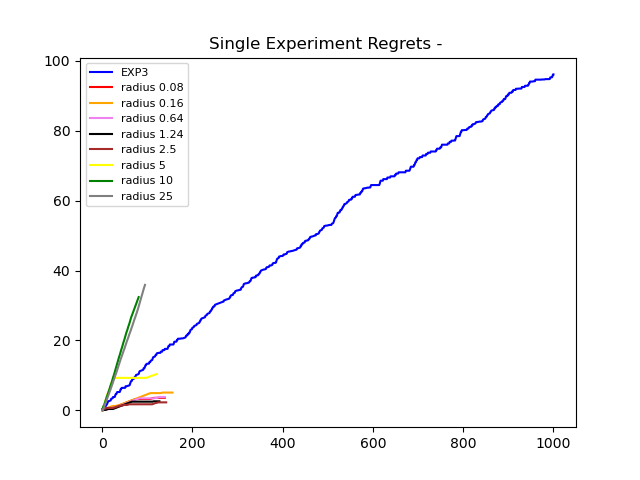 Single Experiment Regrets -
100
80
60
40
20
0
EXP3
radius 0.08
radius 0.16
radius 0.64
radius 1.24
radius 2.5
radius 5
radius 10
radius 25
0 200 400 600 800 1000